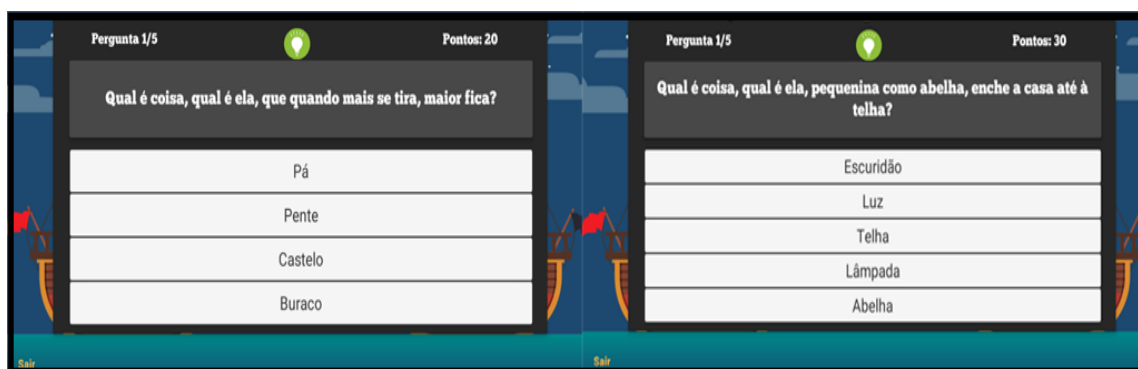 Pergunta 1/5
Pontos: 20
Qual é coisa, qual é ela, que quando mais se tira, maior fica?
Pá
Pente
Castelo
Buraco
Sair
Pergunta 1/5
Pontos: 30
Qual é coisa, qual é ela, pequenina como abelha, enche a casa até à
telha?
Escuridão
Luz
Telha
Lâmpada
Abelha
Sair